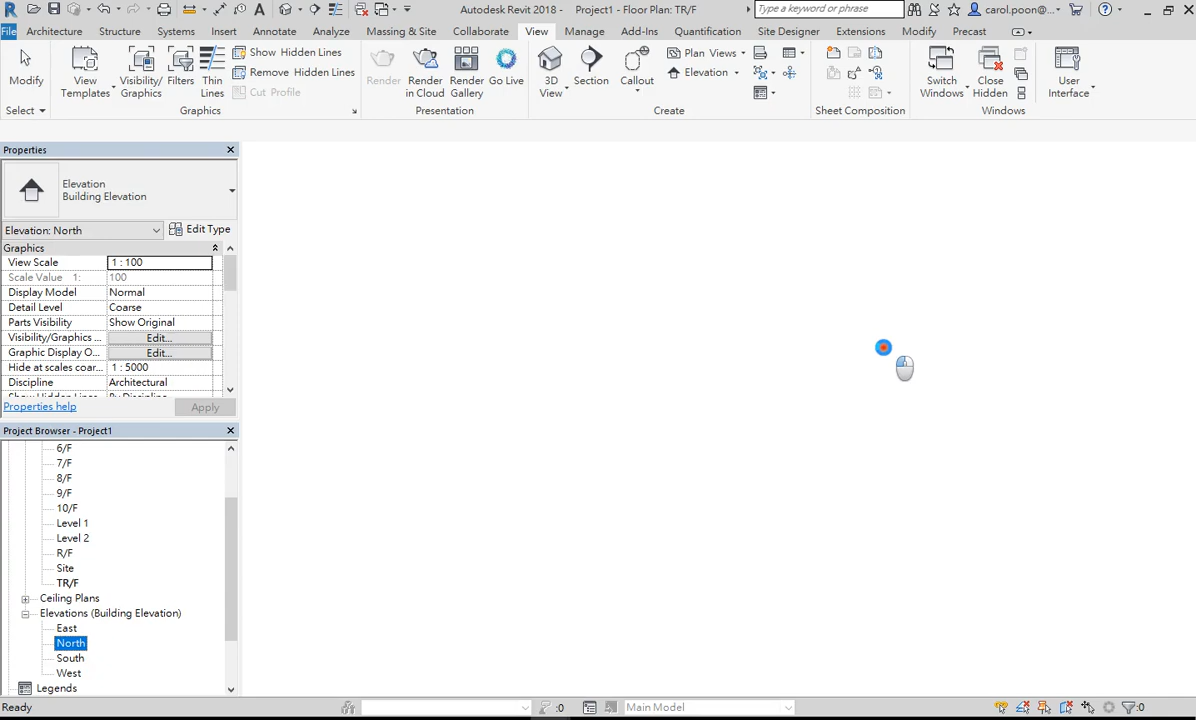 Autodesk Revit 2018 - Project1 - Floor Plan: TR/F
Type a keyword or phrase
carol.poon@...
File Architecture Structure Systems Insert Annotate Analyze Massing & Site Collaborate View Manage Add-Ins Quantification Site Designer Extensions Modify Precast
Modify
View Templates
Visibility/ Graphics
Filters
Thin Lines
Show Hidden Lines
Remove Hidden Lines
Cut Profile
Render
Render in Cloud
Render Gallery
Go Live
3D View
Section
Callout
Plan Views
Elevation
Switch Windows
Close Hidden
User Interface
Select
Graphics
Presentation
Create
Sheet Composition
Windows
Properties
Elevation
Building Elevation
Elevation: North
Edit Type
Graphics
View Scale 1 : 100
Scale Value 1: 100
Display Model Normal
Detail Level Coarse
Parts Visibility Show Original
Visibility/Graphics ... Edit...
Graphic Display O... Edit...
Hide at scales coar... 1 : 5000
Discipline Architectural
Show Hidden Lines By Discipline
Properties help
Apply
Project Browser - Project1
6/F
7/F
8/F
9/F
10/F
Level 1
Level 2
R/F
Site
TR/F
Ceiling Plans
Elevations (Building Elevation)
East
North
South
West
Legends
Ready
:0
Main Model
:0